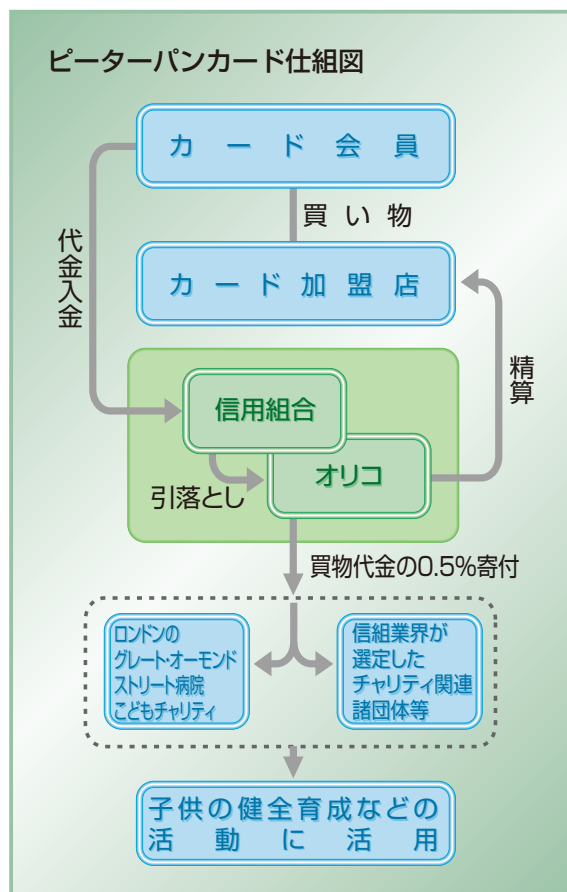 ピーターパンカード仕組図
カード会員
買い物
代金入金
カード加盟店
精算
信用組合
オリコ
引落とし
買物代金の0.5%寄付
ロンドンの
グレート・オーモンド
ストリート病院
こどもチャリティ
信組業界が
選定した
チャリティ関連
諸団体等
子供の健全育成などの
活動に活用